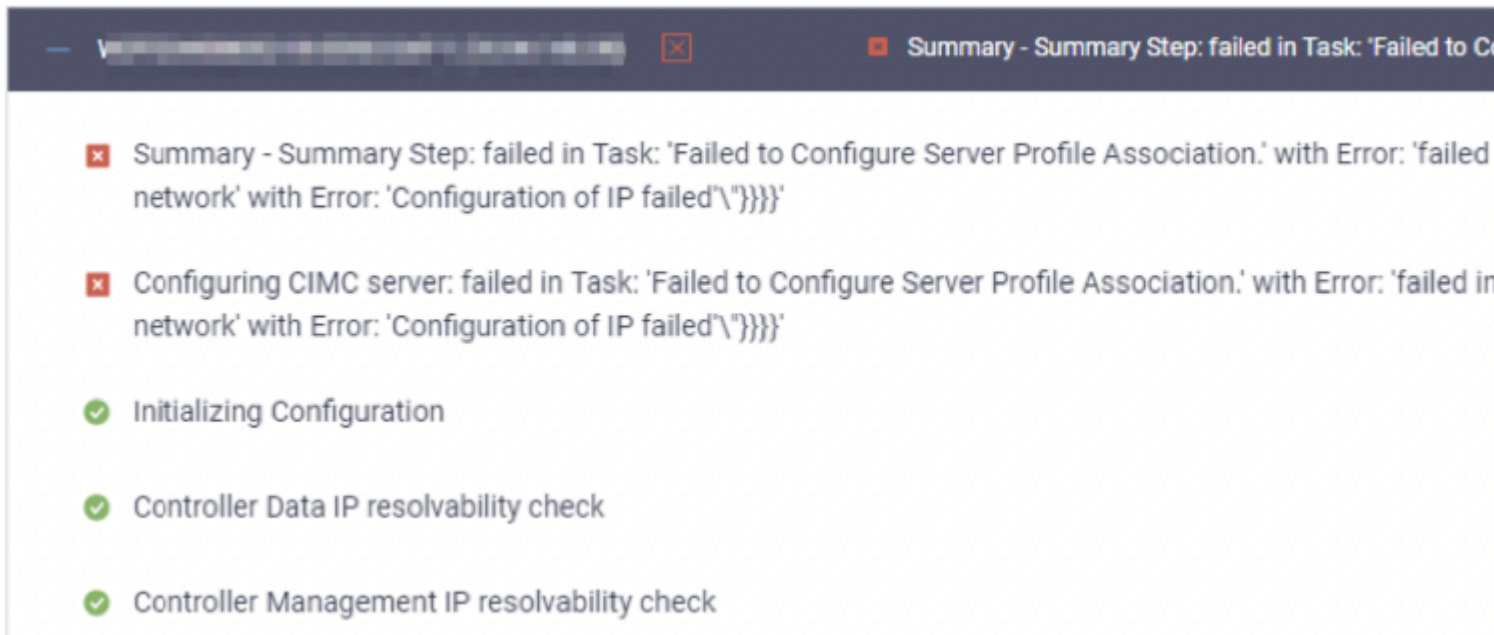 Summary - Summary Step: failed in Task: 'Failed to
Summary - Summary Step: failed in Task: 'Failed to Configure Server Profile Association.' with Error: 'failed
network' with Error: 'Configuration of IP failed'\"}}}}'
Configuring CIMC server: failed in Task: 'Failed to Configure Server Profile Association.' with Error: 'failed in
network' with Error: 'Configuration of IP failed'\"}}}}'
Initializing Configuration
Controller Data IP resolvability check
Controller Management IP resolvability check